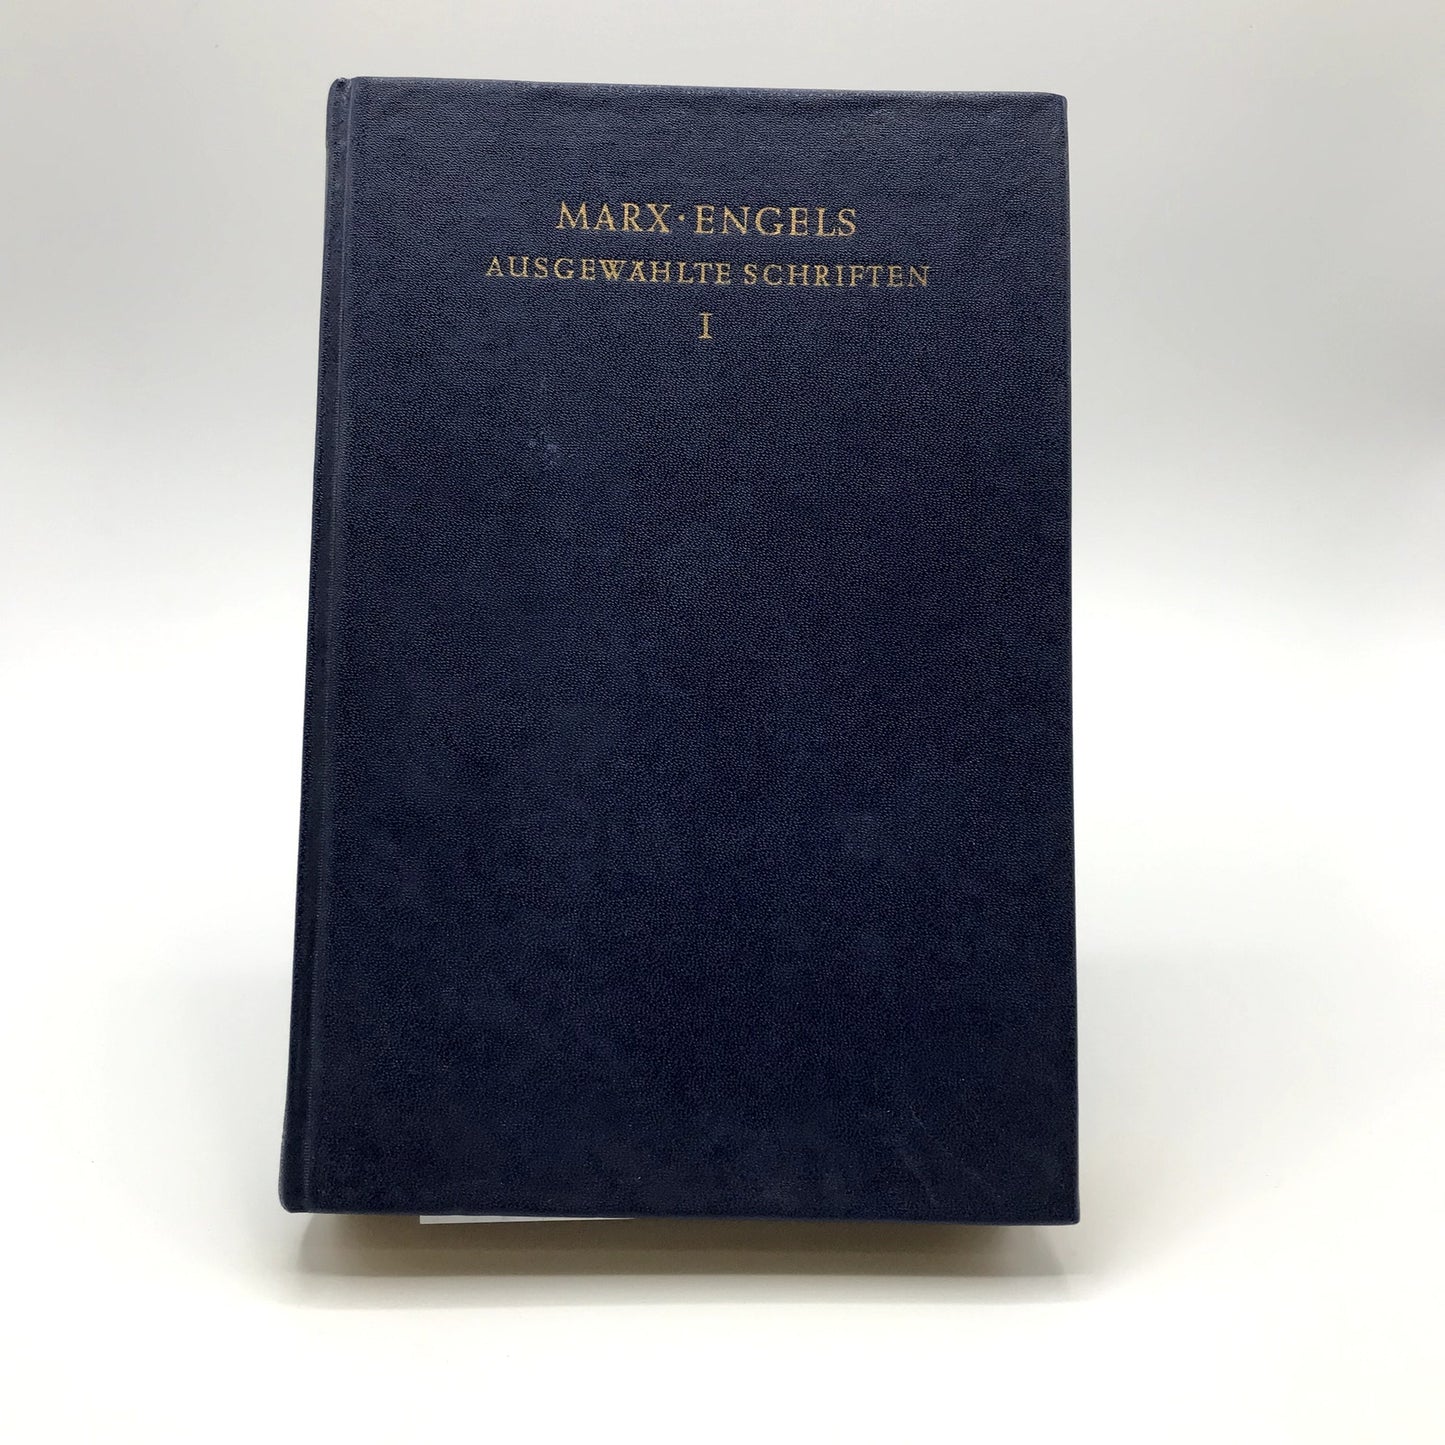 MARX · ENGELS
AUSGEWÄHLTE SCHRIFTEN
I